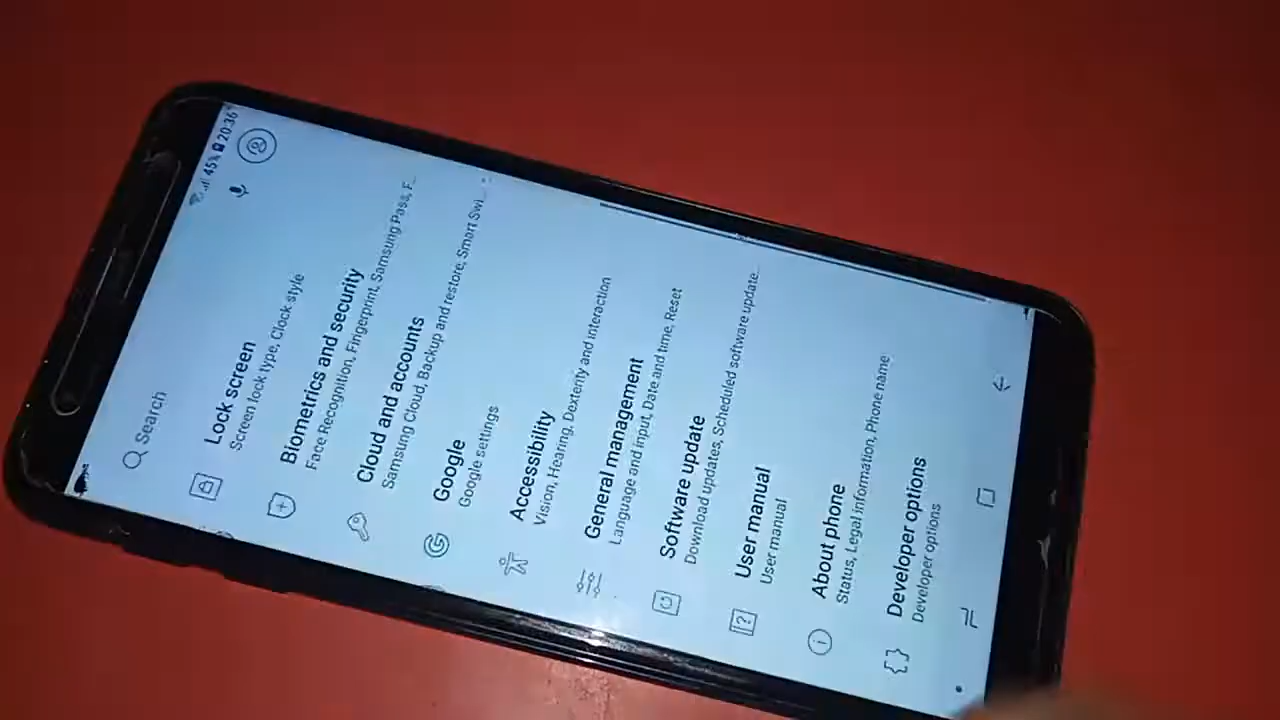 45% 20:36
Search
Lock screen
Screen lock type, Clock style
Biometrics and security
Face Recognition, Fingerprint, Samsung Pass, F...
Cloud and accounts
Samsung Cloud, Backup and restore, Smart Swi...
Google
Google settings
Accessibility
Vision, Hearing, Dexterity and interaction
General management
Language and input, Date and time, Reset
Software update
Download updates, Scheduled software update...
User manual
User manual
About phone
Status, Legal information, Phone name
Developer options
Developer options